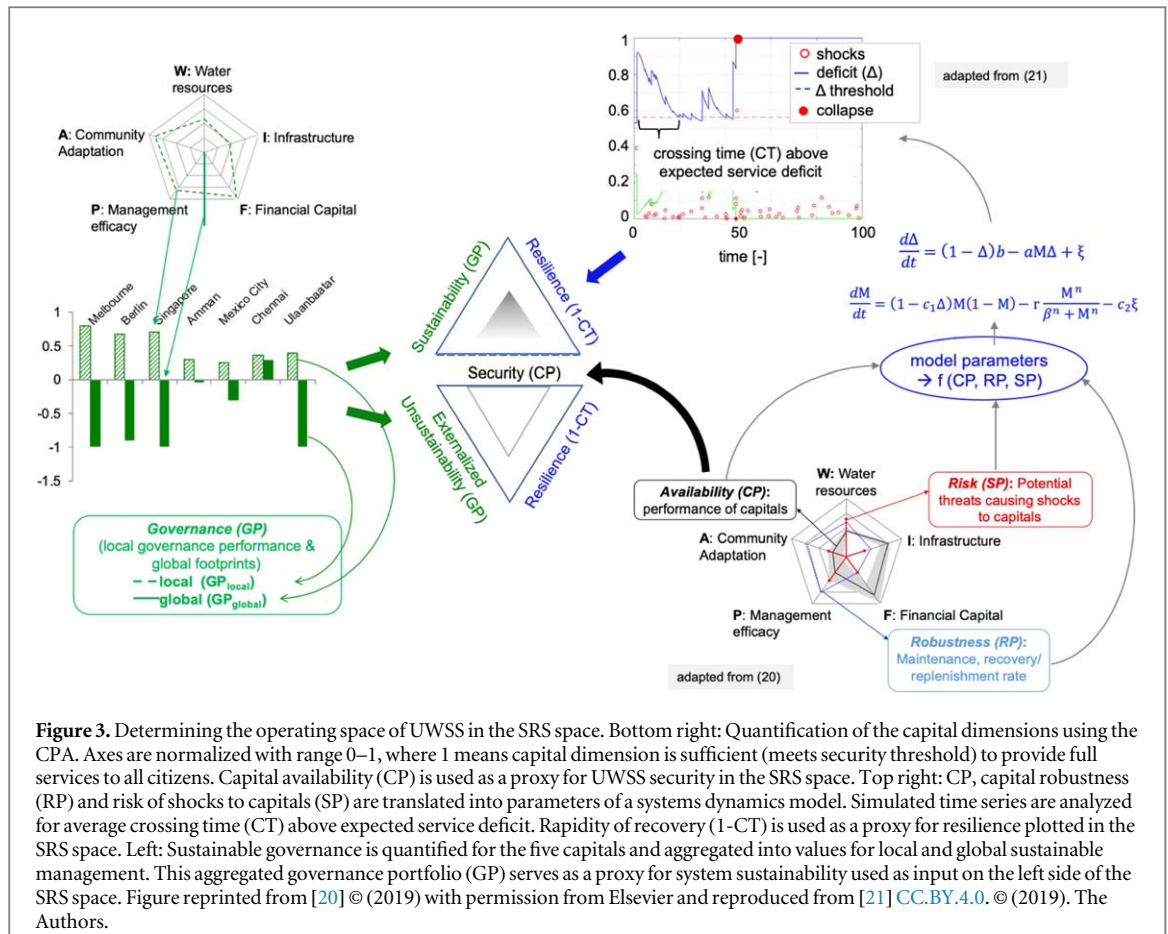 W: Water
resources
A: Community
Adaptation
I: Infrastructure
P: Management
efficacy
F: Financial Capital
Melbourne
Berlin
Singapore
Amman
Mexico City
Chennai
Ulaanbaatar
1
0.5
0
-0.5
-1
-1.5
Governance (GP)
(local governance performance &
global footprints)
local (GPlocal)
global (GPglobal)
Sustainability (GP)
Resilience (1-CT)
Security (CP)
Externalized
Unsustainability (GP)
Resilience (1-CT)
1
0.8
0.6
0.4
0.2
0
0
50
100
time [-]
shocks
deficit (Δ)
Δ threshold
collapse
crossing time (CT) above
expected service deficit
adapted from (21)
dΔ/dt = (1 − Δ)b − aMΔ + ξ
dM/dt = (1 − c₁Δ)M(1 − M) − r Mⁿ/(βⁿ + Mⁿ) − c₂ξ
model parameters
→ f (CP, RP, SP)
Availability (CP):
performance of capitals
Risk (SP): Potential
threats causing shocks
to capitals
W: Water
resources
A: Community
Adaptation
I: Infrastructure
P: Management
efficacy
F: Financial Capital
Robustness (RP):
Maintenance, recovery/
replenishment rate
adapted from (20)
Figure 3. Determining the operating space of UWSS in the SRS space. Bottom right: Quantification of the capital dimensions using the
CPA. Axes are normalized with range 0–1, where 1 means capital dimension is sufficient (meets security threshold) to provide full
services to all citizens. Capital availability (CP) is used as a proxy for UWSS security in the SRS space. Top right: CP, capital robustness
(RP) and risk of shocks to capitals (SP) are translated into parameters of a systems dynamics model. Simulated time series are analyzed
for average crossing time (CT) above expected service deficit. Rapidity of recovery (1-CT) is used as a proxy for resilience plotted in the
SRS space. Left: Sustainable governance is quantified for the five capitals and aggregated into values for local and global sustainable
management. This aggregated governance portfolio (GP) serves as a proxy for system sustainability used as input on the left side of the
SRS space. Figure reprinted from [20] © (2019) with permission from Elsevier and reproduced from [21] CC.BY.4.0. © (2019). The
Authors.